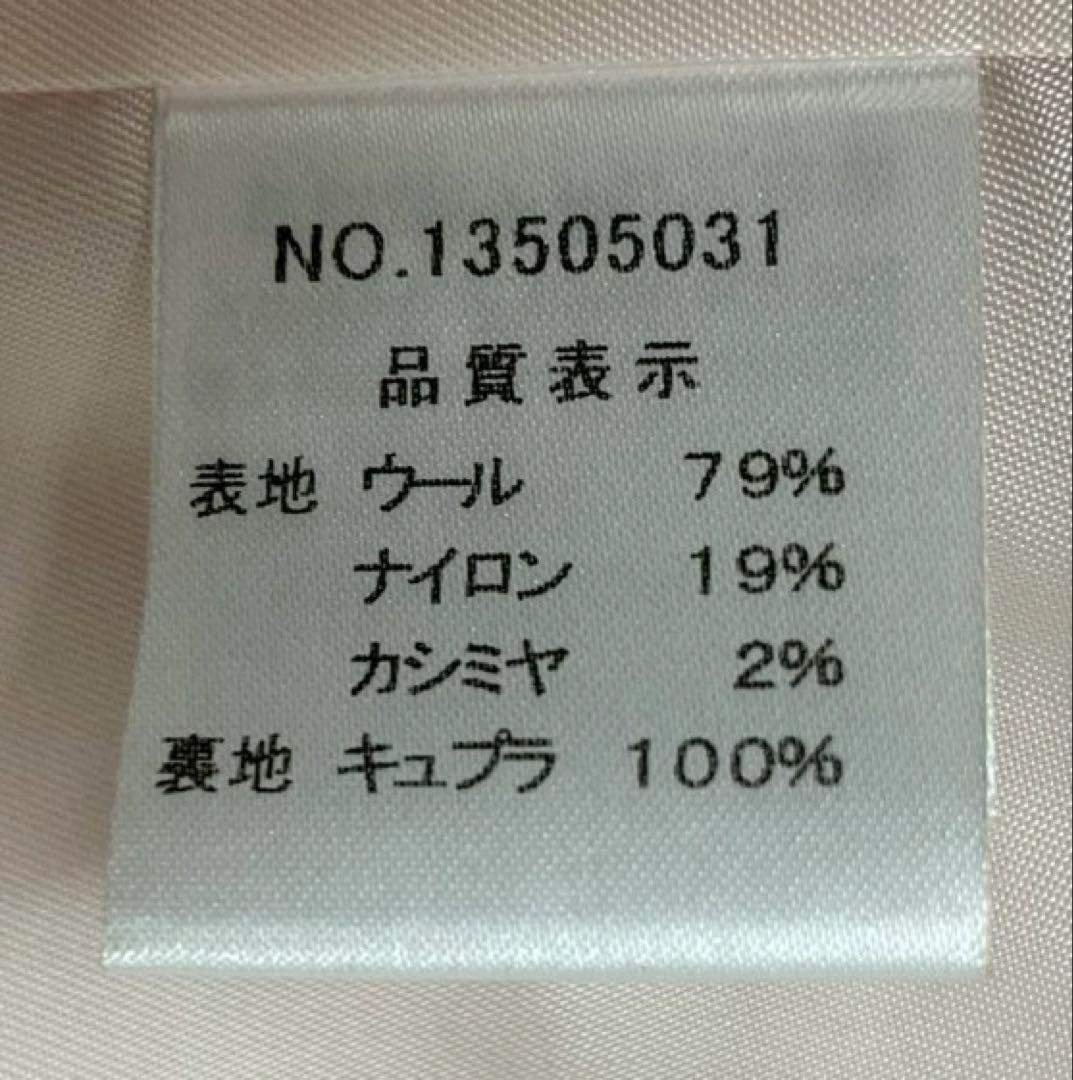 NO.13505031
品質表示
表地 ウール 79%
ナイロン 19%
カシミヤ 2%
裏地 キュプラ 100%